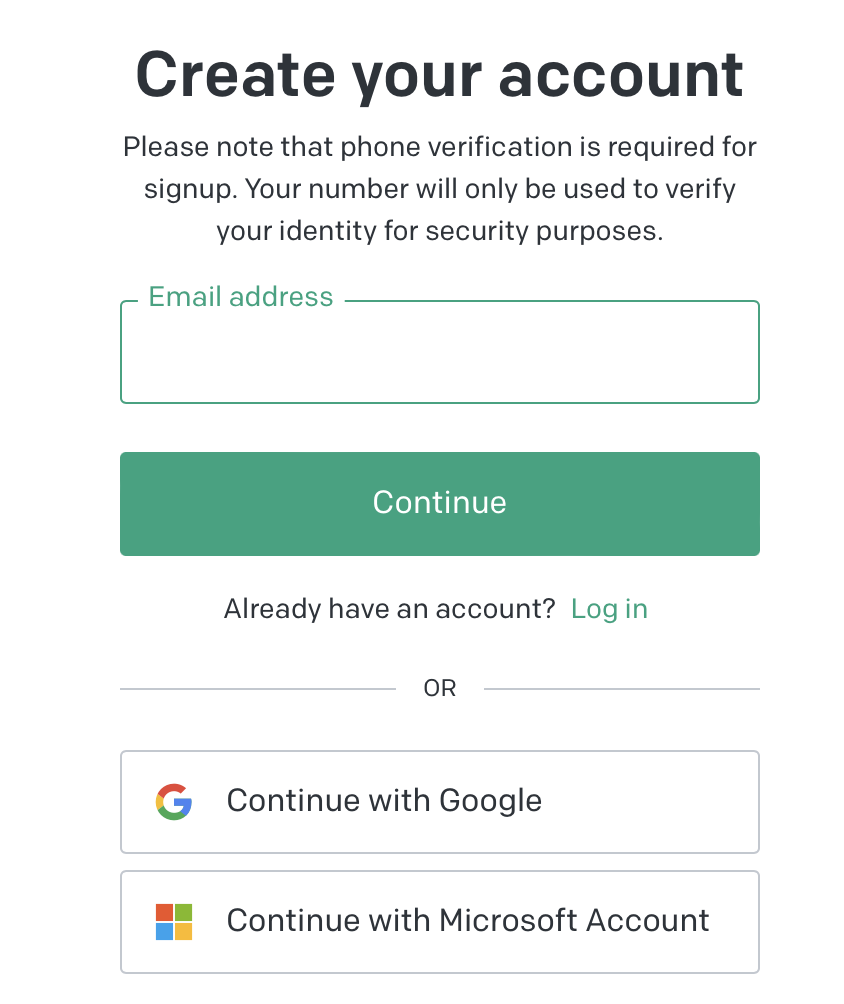 Create your account
Please note that phone verification is required for
signup. Your number will only be used to verify
your identity for security purposes.
Email address
Continue
Already have an account? Log in
OR
Continue with Google
Continue with Microsoft Account